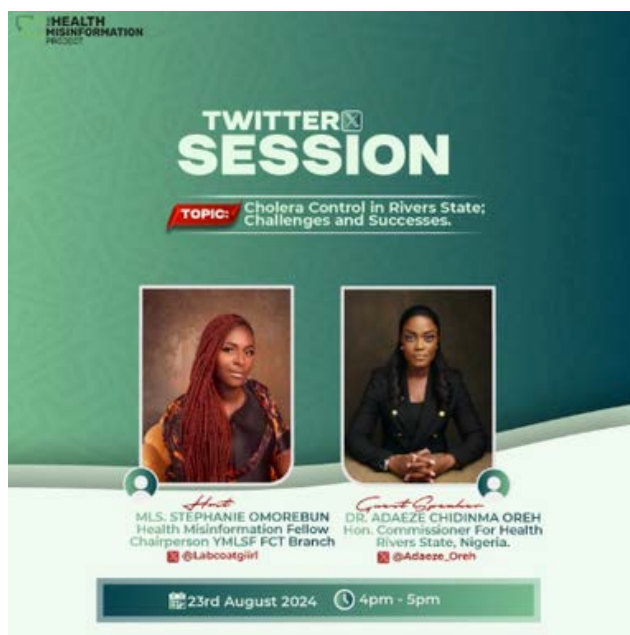 THE HEALTH
MISINFORMATION
PROJECT
TWITTER X
SESSION
TOPIC:
Cholera Control in Rivers State;
Challenges and Successes.
Host
MLS. STEPHANIE OMOREBUN
Health Misinformation Fellow
Chairperson YMLSF FCT Branch
X @Labcoatgiirl
Guest Speaker
DR. ADAEZE CHIDINMA OREH
Hon. Commissioner For Health
Rivers State, Nigeria.
X @Adaeze_Oreh
23rd August 2024
4pm - 5pm